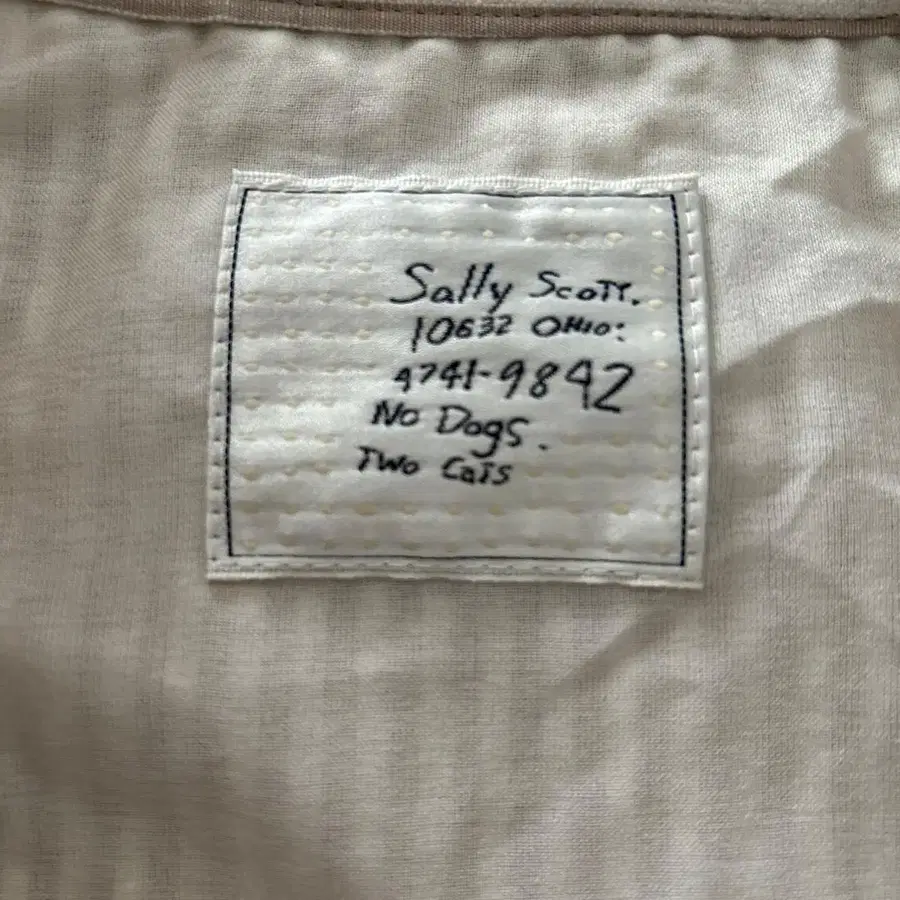 Sally Scott.
10632 Ohio:
4741-9842
No Dogs.
Two Cats